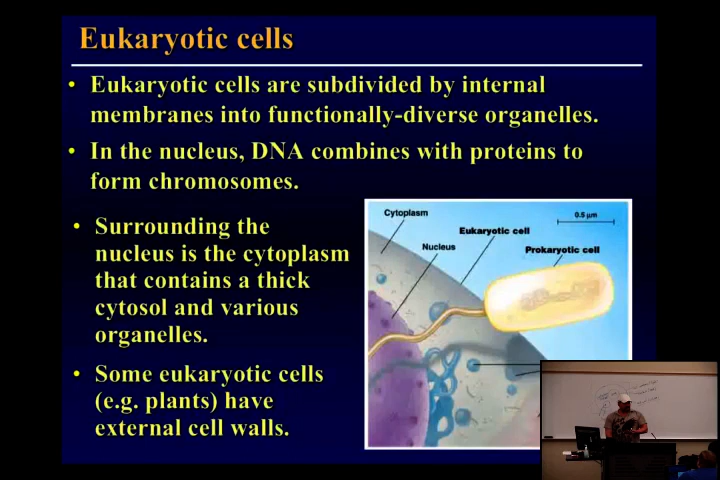 Eukaryotic cells
• Eukaryotic cells are subdivided by internal
membranes into functionally-diverse organelles.
• In the nucleus, DNA combines with proteins to
form chromosomes.
• Surrounding the
nucleus is the cytoplasm
that contains a thick
cytosol and various
organelles.
• Some eukaryotic cells
(e.g. plants) have
external cell walls.
Cytoplasm
0.5 µm
Eukaryotic cell
Nucleus
Prokaryotic cell